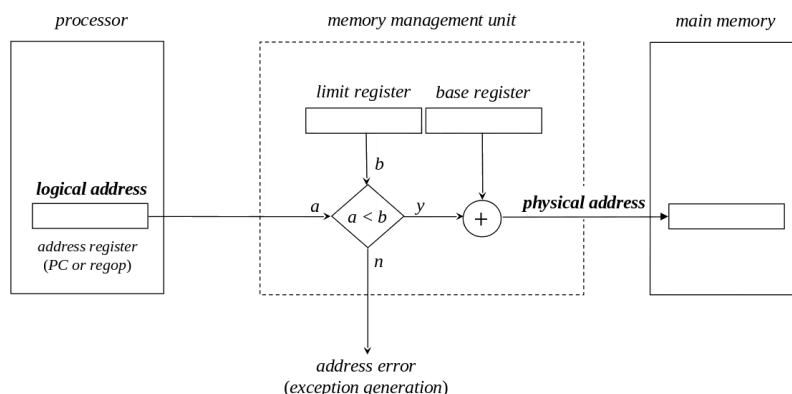 processor
memory management unit
main memory
limit register
base register
b
logical address
a
a < b
y
+
physical address
address register
(PC or regop)
n
address error
(exception generation)